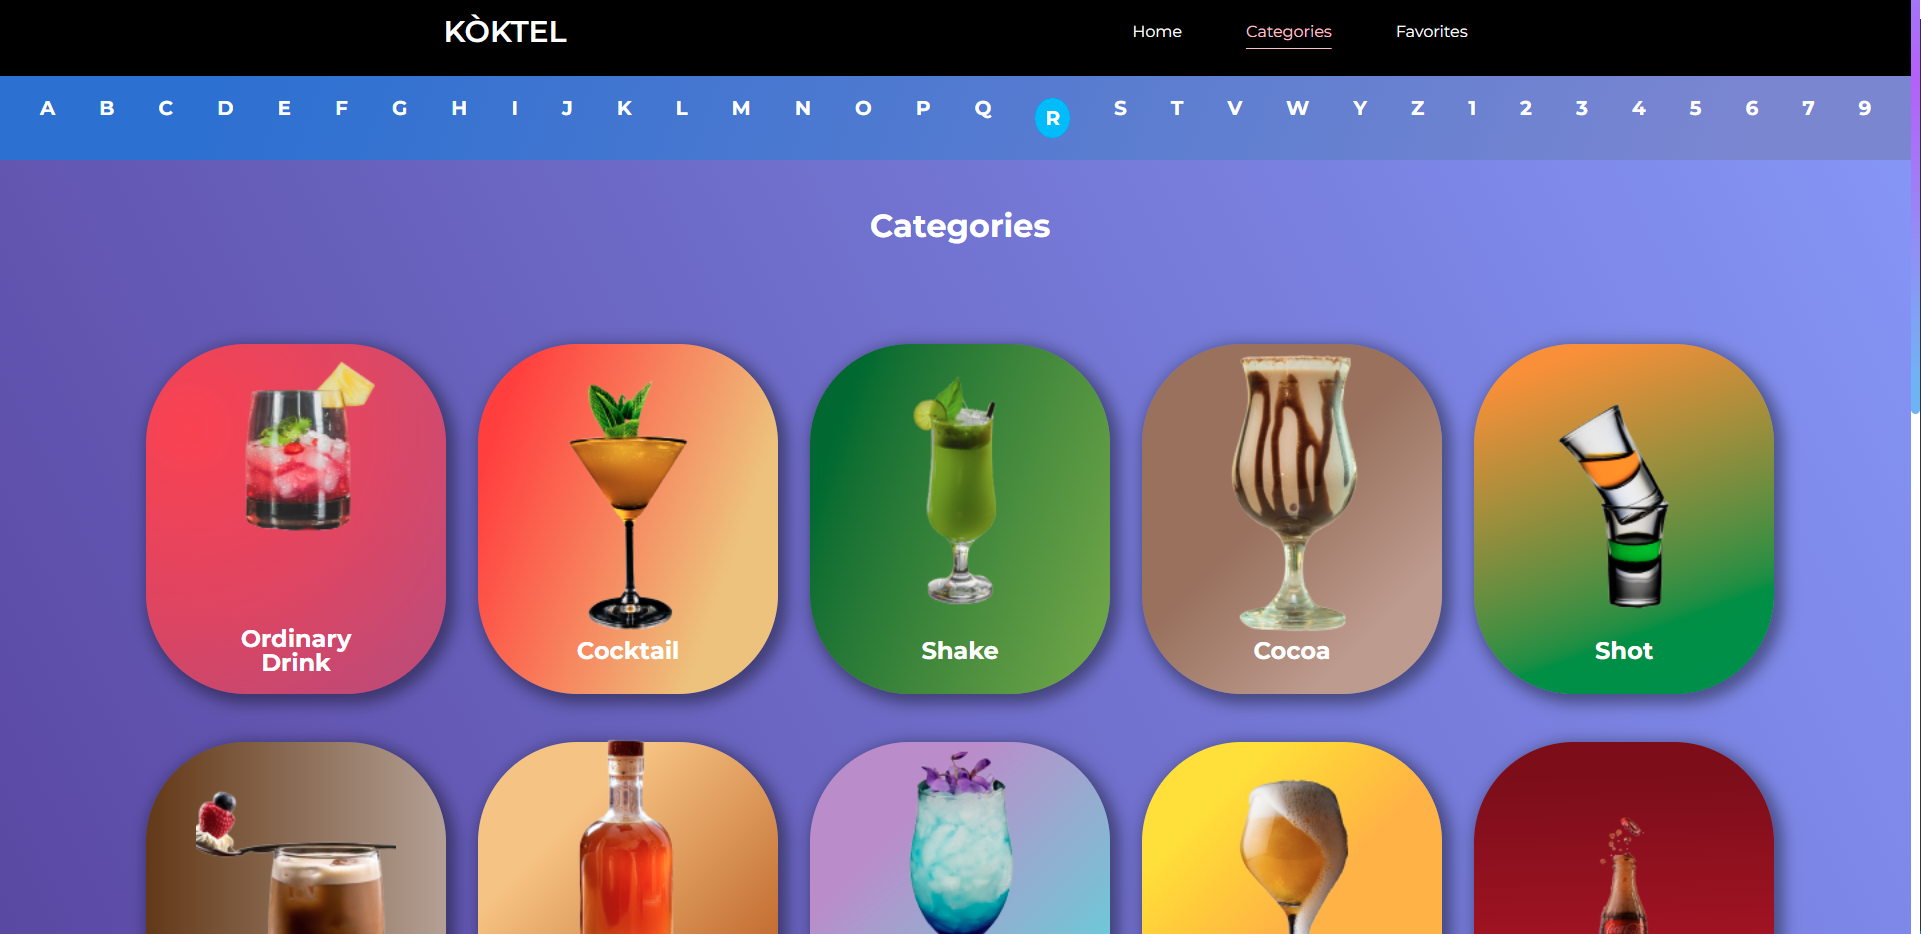 KÒKTEL
Home Categories Favorites
A B C D E F G H I J K L M N O P Q R S T V W Y Z 1 2 3 4 5 6 7 9
Categories
Ordinary
Drink
Cocktail
Shake
Cocoa
Shot